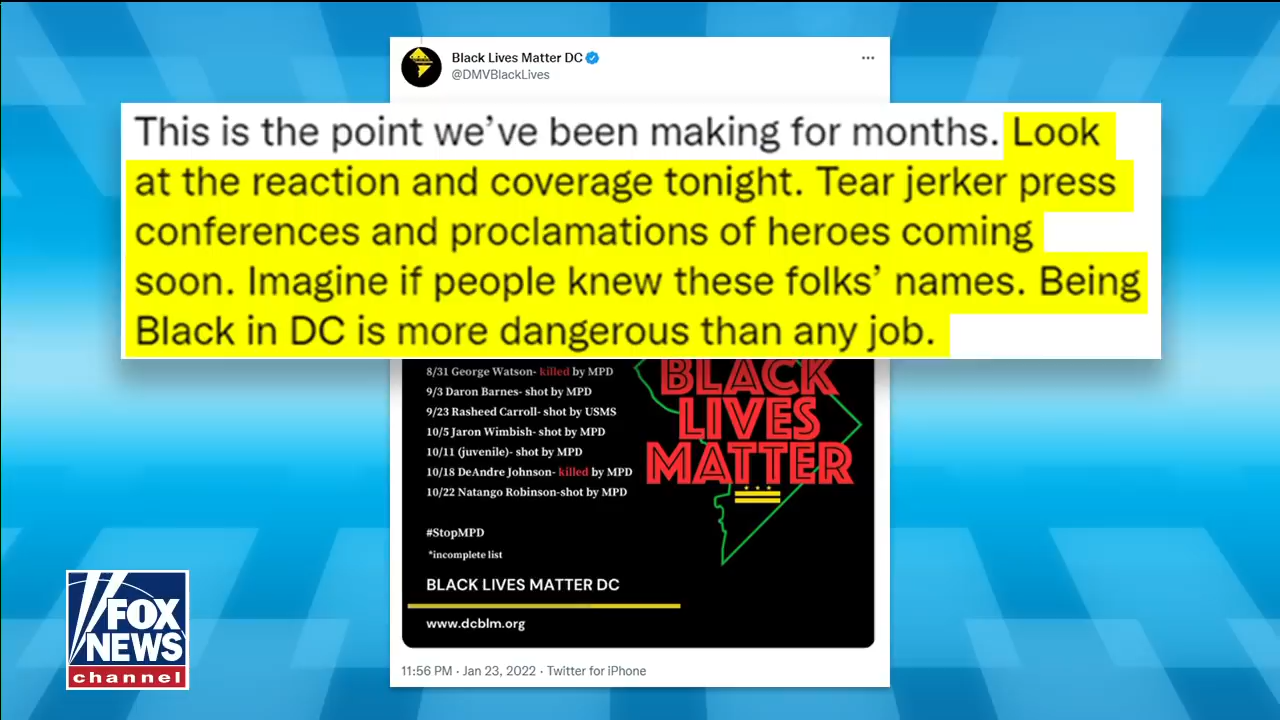 Black Lives Matter DC
@DMVBlackLives
This is the point we’ve been making for months. Look
at the reaction and coverage tonight. Tear jerker press
conferences and proclamations of heroes coming
soon. Imagine if people knew these folks’ names. Being
Black in DC is more dangerous than any job.
8/31 George Watson- killed by MPD
9/3 Daron Barnes- shot by MPD
9/23 Rasheed Carroll- shot by USMS
10/5 Jaron Wimbish- shot by MPD
10/11 (juvenile)- shot by MPD
10/18 DeAndre Johnson- killed by MPD
10/22 Natango Robinson-shot by MPD
#StopMPD
*incomplete list
BLACK LIVES MATTER DC
www.dcblm.org
BLACK
LIVES
MATTER
11:56 PM · Jan 23, 2022 · Twitter for iPhone
FOX
NEWS
channel